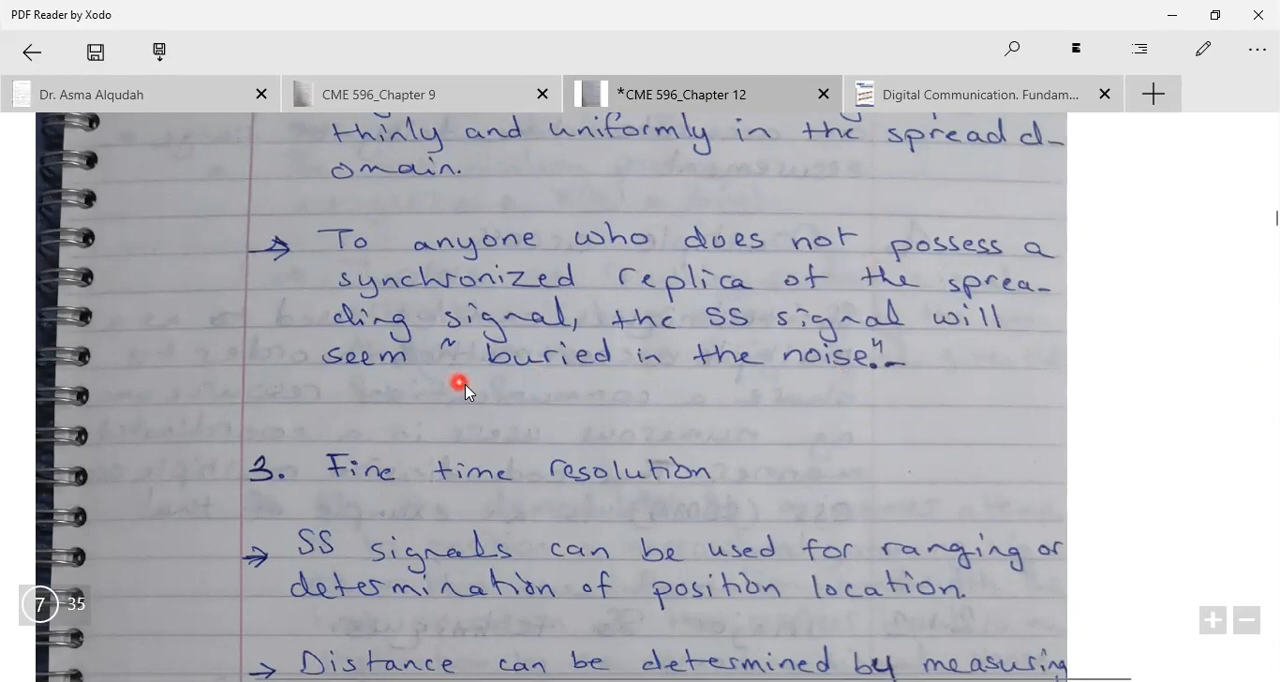 PDF Reader by Xodo
Dr. Asma Alqudah
CME 596_Chapter 9
*CME 596_Chapter 12
Digital Communication. Fundam...
thinly and uniformly in the spread d-
omain.
→ To anyone who does not possess a
synchronized replica of the sprea-
ding signal, the SS signal will
seem " buried in the noise."
3. Fine time resolution
→ SS signals can be used for ranging or
determination of position location.
7 35
→ Distance can be determined by measuring